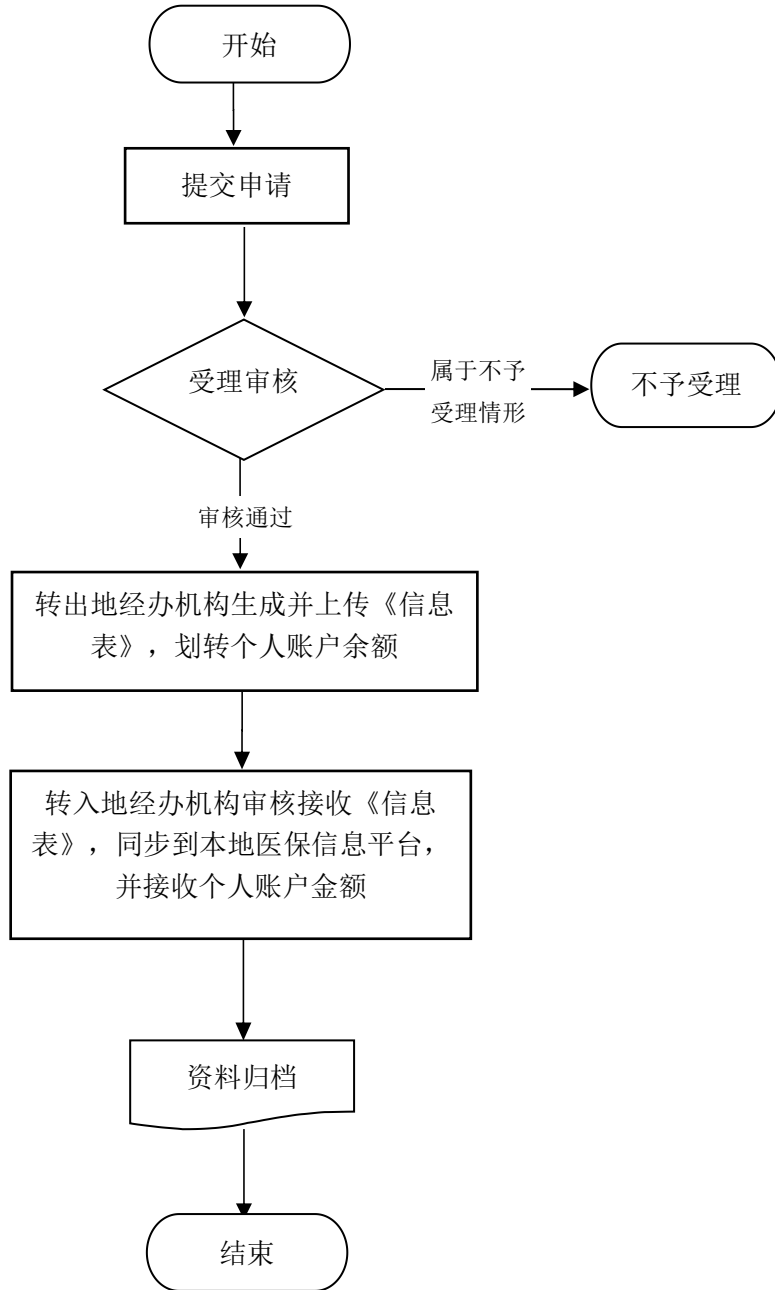 开始
提交申请
受理审核
属于不予
受理情形
不予受理
审核通过
转出地经办机构生成并上传《信息
表》，划转个人账户余额
转入地经办机构审核接收《信息
表》，同步到本地医保信息平台，
并接收个人账户金额
资料归档
结束